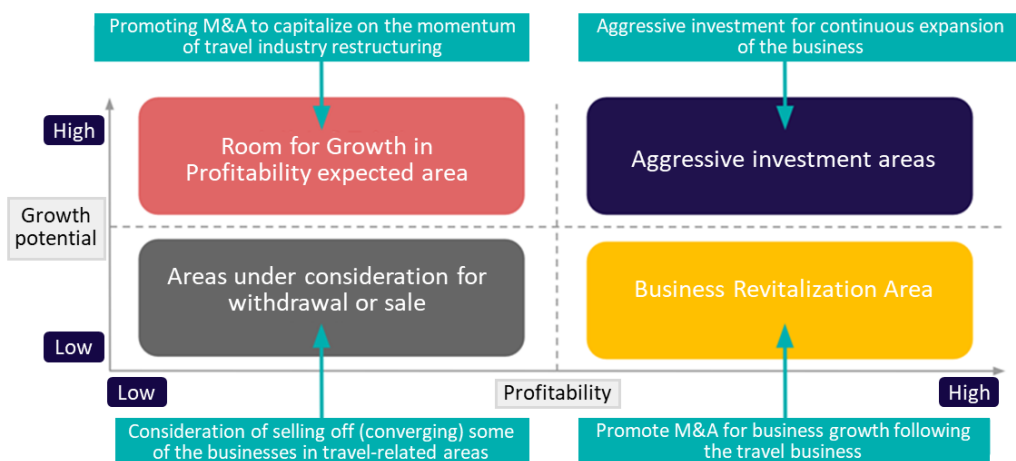 Promoting M&A to capitalize on the momentum
of travel industry restructuring
Aggressive investment for continuous expansion
of the business
High
Room for Growth in
Profitability expected area
Aggressive investment areas
Growth
potential
Areas under consideration for
withdrawal or sale
Business Revitalization Area
Low
Low
Profitability
High
Consideration of selling off (converging) some
of the businesses in travel-related areas
Promote M&A for business growth following
the travel business